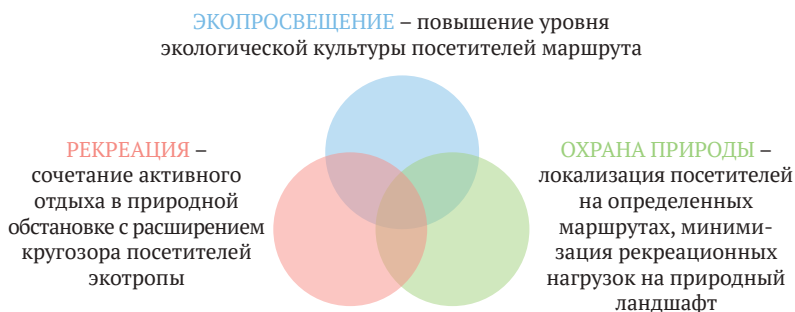 ЭКОПРОСВЕЩЕНИЕ – повышение уровня
экологической культуры посетителей маршрута
РЕКРЕАЦИЯ –
сочетание активного
отдыха в природной
обстановке с расширением
кругозора посетителей
экотропы
ОХРАНА ПРИРОДЫ –
локализация посетителей
на определенных
маршрутах, миними-
зация рекреационных
нагрузок на природный
ландшафт